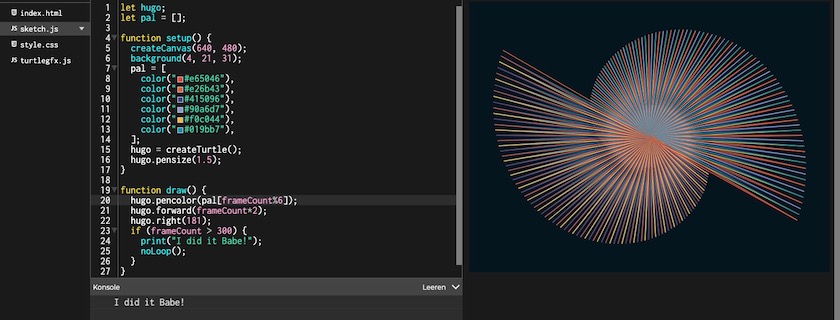 index.html
JS sketch.js
style.css
JS turtlegfx.js
1 let hugo;
2 let pal = [];
3
4 function setup() {
5 createCanvas(640, 480);
6 background(4, 21, 31);
7 pal = [
8 color("#e65046"),
9 color("#e26b43"),
10 color("#415096"),
11 color("#90a6d7"),
12 color("#f0c044"),
13 color("#019bb7"),
14 ];
15 hugo = createTurtle();
16 hugo.pensize(1.5);
17 }
18
19 function draw() {
20 hugo.pencolor(pal[frameCount%6]);
21 hugo.forward(frameCount*2);
22 hugo.right(181);
23 if (frameCount > 300) {
24 print("I did it Babe!");
25 noLoop();
26 }
27 }
Konsole Leeren
I did it Babe!